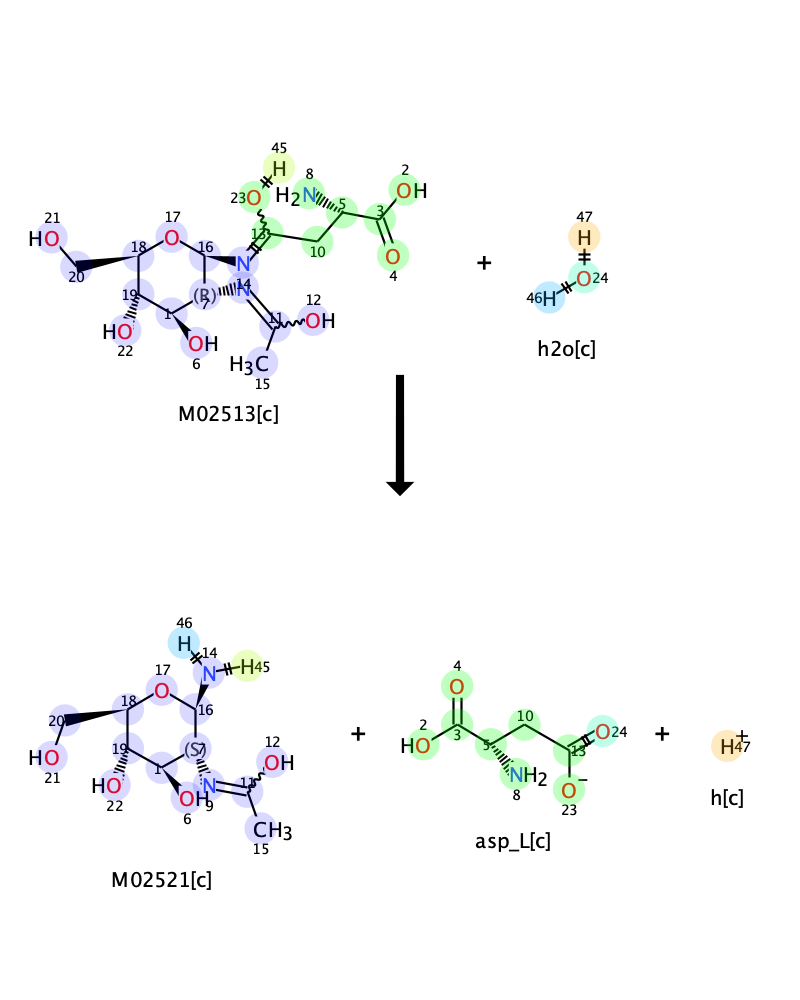 45
H
2
8
23 O H₂N 5 3 OH
21 17 13
HO 18 O 16 N 10 O 47
20 14 4 H
19 (R) N 12 + 46 H O 24
HO 1 7 11 OH
22 OH H₃C h2o[c]
6 15
M02513[c]
46
H 14
17 N H 45 4
18 O 16 O
20 12 2 3 10 O 24
HO 19 (S) 7 OH + HO 5 13 + H⁺ 47
21 HO 1 N 11 NH₂ O⁻
22 OH 9 8 23 h[c]
6 CH₃ asp_L[c]
15
M02521[c]